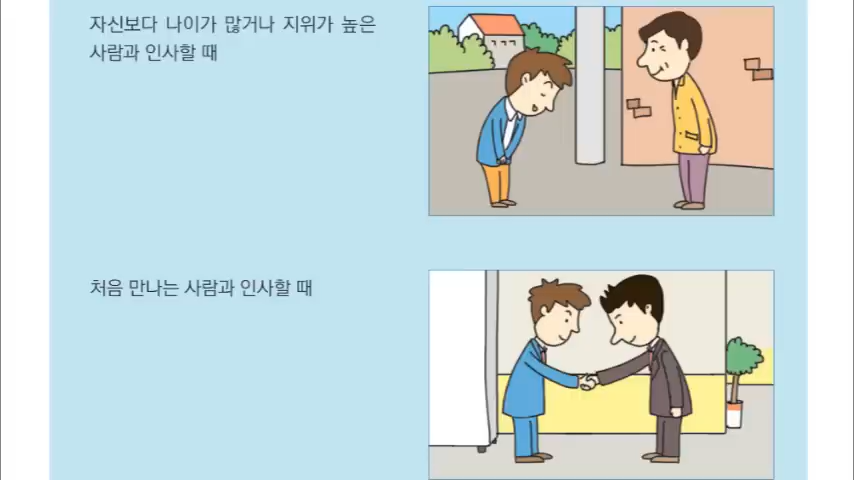 자신보다 나이가 많거나 지위가 높은
사람과 인사할 때
처음 만나는 사람과 인사할 때